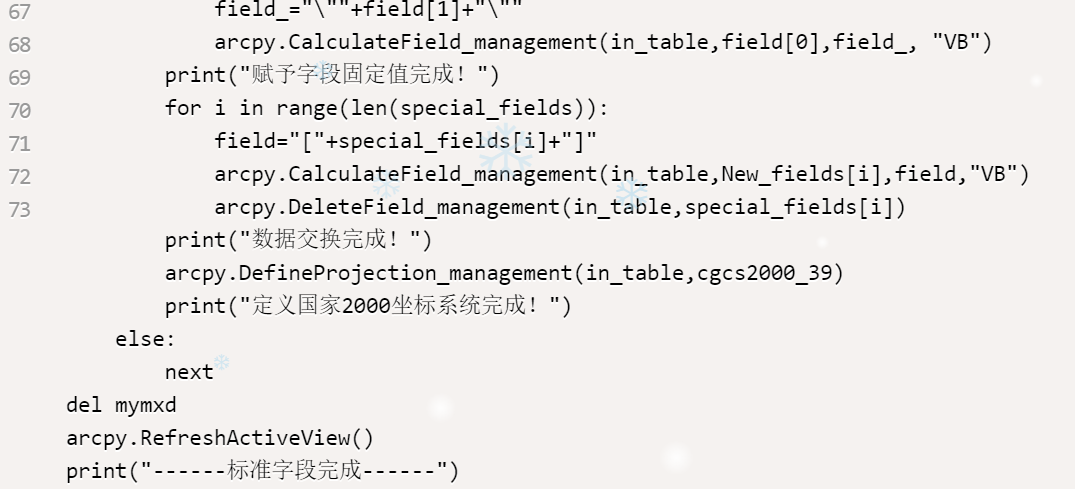 67 field_="\""+field[1]+"\""
68 arcpy.CalculateField_management(in_table,field[0],field_, "VB")
69 print("赋予字段固定值完成！")
70 for i in range(len(special_fields)):
71 field="["+special_fields[i]+"]"
72 arcpy.CalculateField_management(in_table,New_fields[i],field,"VB")
73 arcpy.DeleteField_management(in_table,special_fields[i])
print("数据交换完成！")
arcpy.DefineProjection_management(in_table,cgcs2000_39)
print("定义国家2000坐标系统完成！")
else:
next
del mymxd
arcpy.RefreshActiveView()
print("------标准字段完成------")